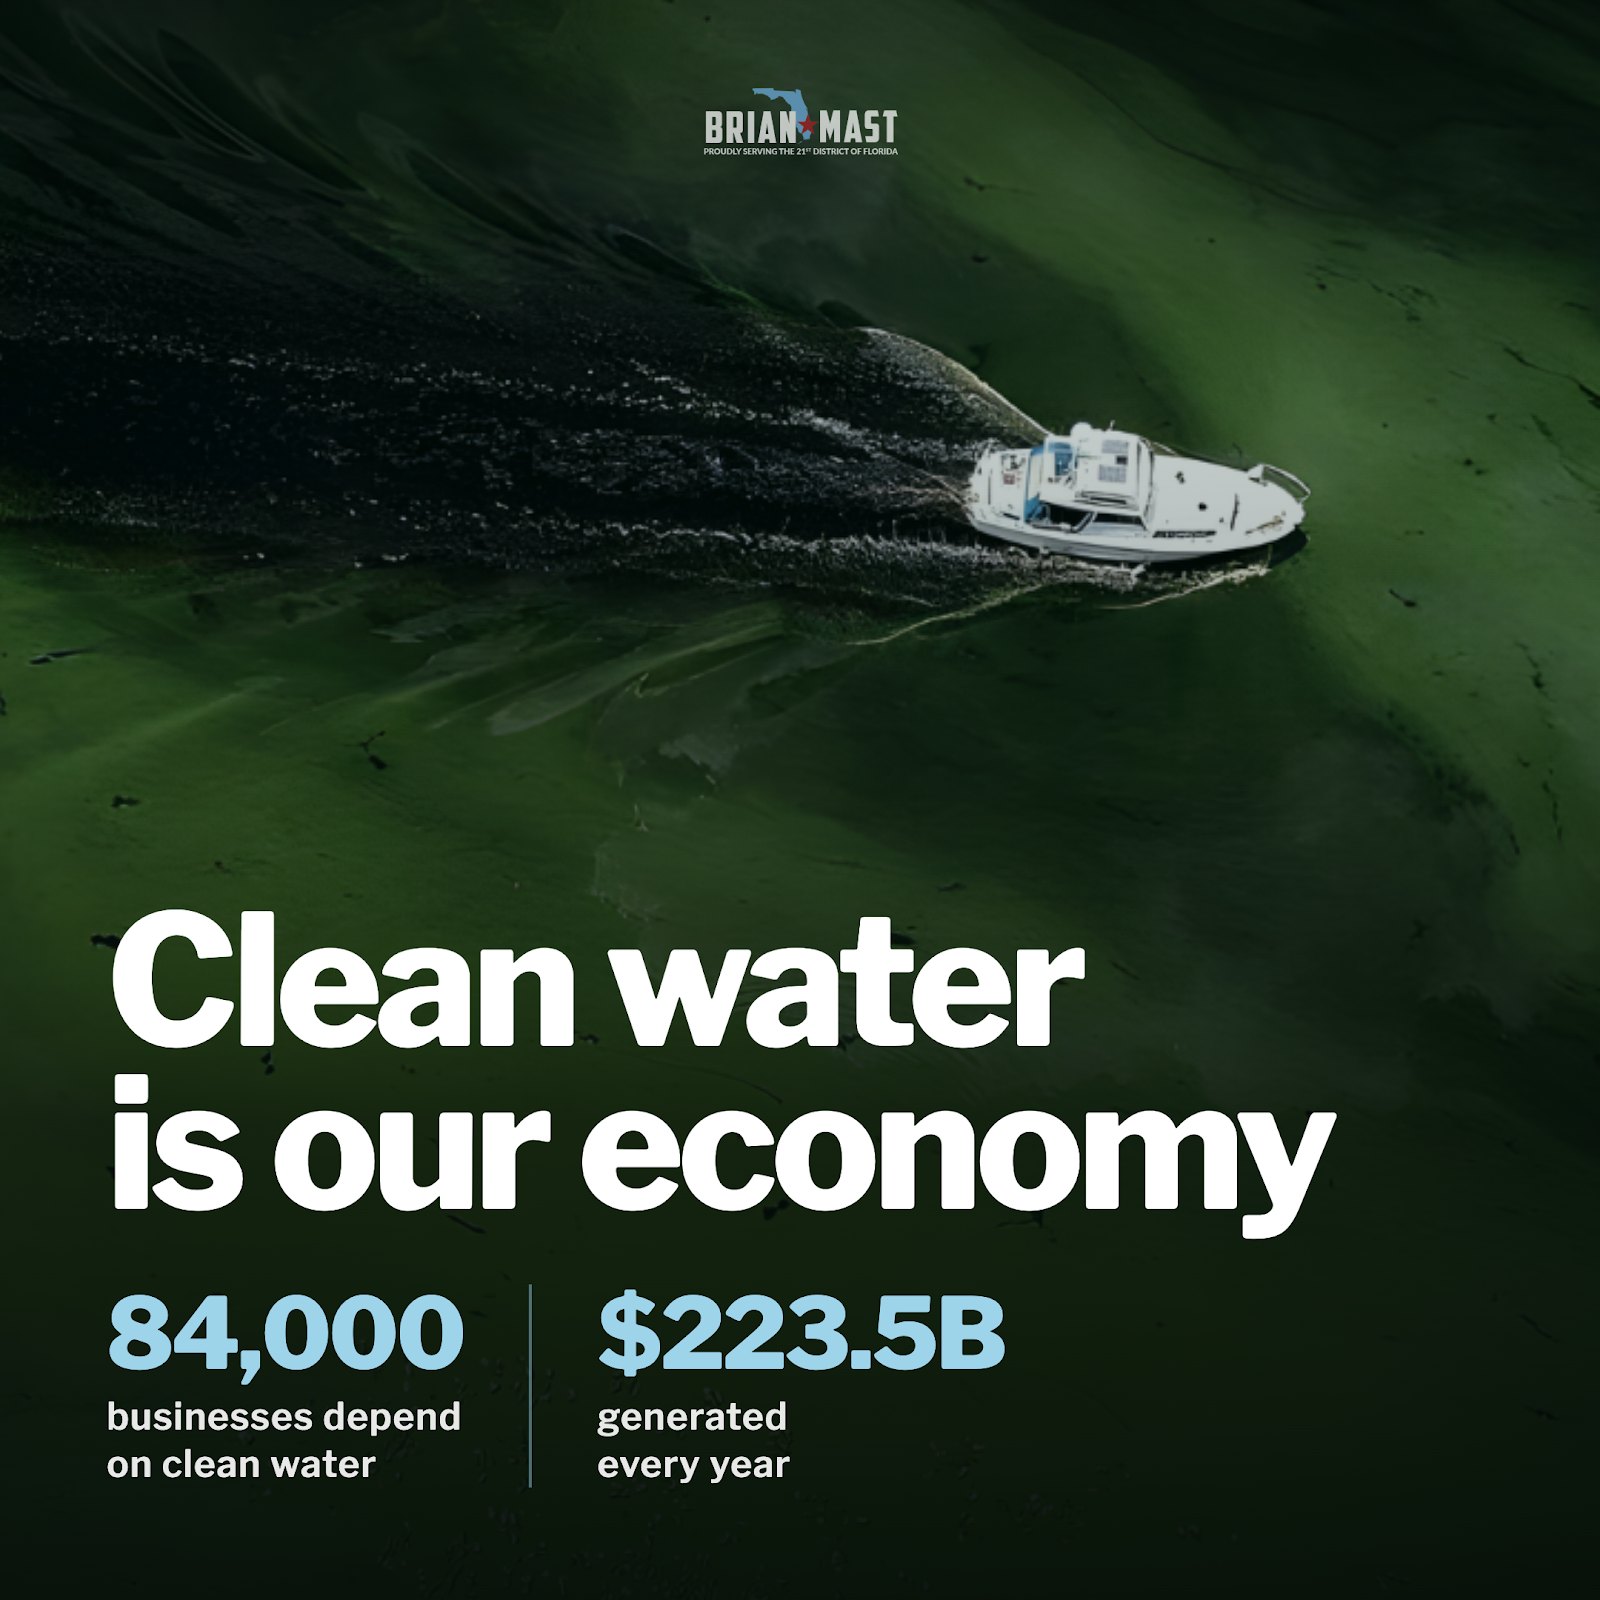 BRIAN MAST
PROUDLY SERVING THE 21ST DISTRICT OF FLORIDA
Clean water
is our economy
84,000
businesses depend
on clean water
$223.5B
generated
every year